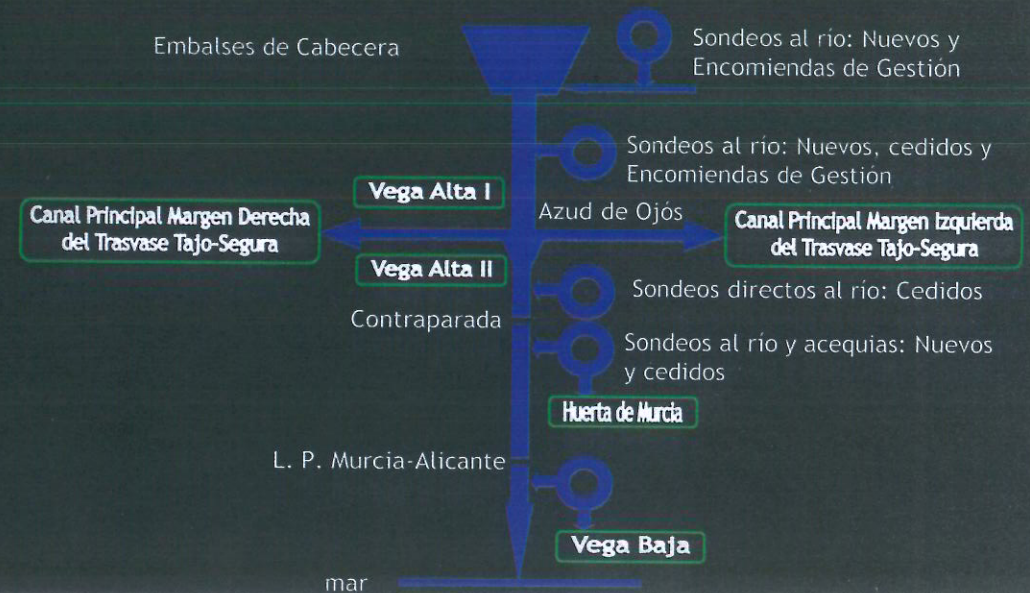 Embalses de Cabecera
Sondeos al río: Nuevos y
Encomiendas de Gestión
Sondeos al río: Nuevos, cedidos y
Encomiendas de Gestión
Vega Alta I
Azud de Ojós
Canal Principal Margen Derecha
del Trasvase Tajo-Segura
Canal Principal Margen Izquierda
del Trasvase Tajo-Segura
Vega Alta II
Sondeos directos al río: Cedidos
Contraparada
Sondeos al río y acequias: Nuevos
y cedidos
Huerta de Murcia
L. P. Murcia-Alicante
Vega Baja
mar